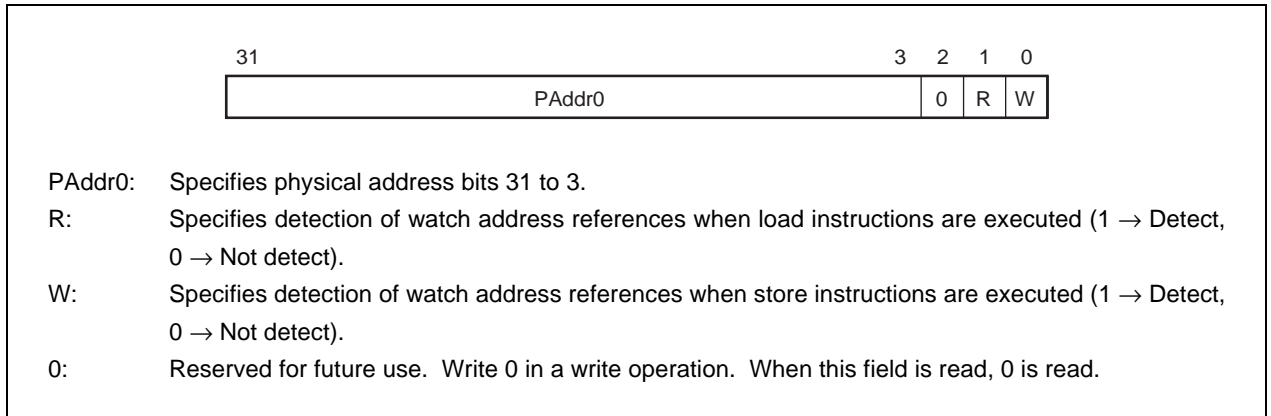 31 3 2 1 0
PAddr0 0 R W
PAddr0: Specifies physical address bits 31 to 3.
R: Specifies detection of watch address references when load instructions are executed (1 → Detect,
0 → Not detect).
W: Specifies detection of watch address references when store instructions are executed (1 → Detect,
0 → Not detect).
0: Reserved for future use. Write 0 in a write operation. When this field is read, 0 is read.